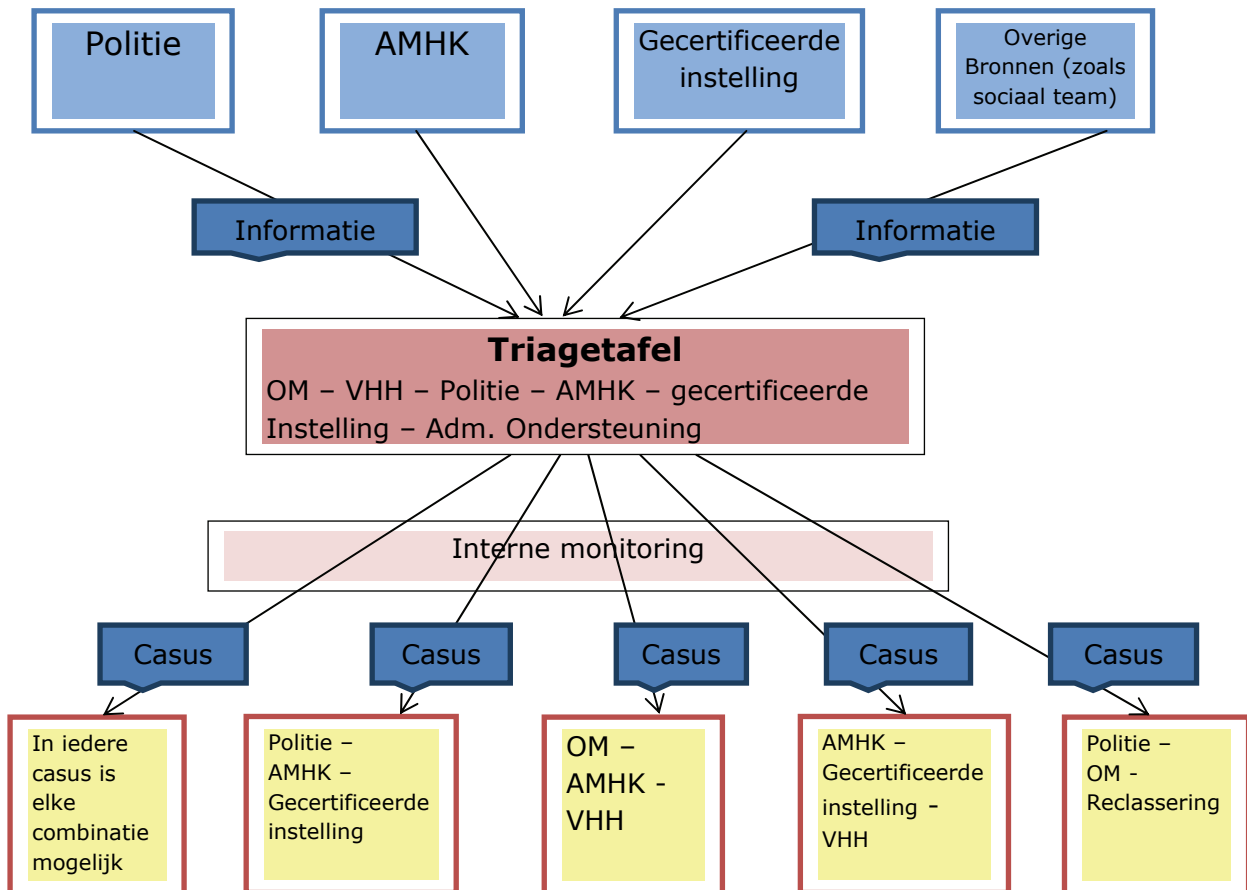 Politie
AMHK
Gecertificeerde
instelling
Overige
Bronnen (zoals
sociaal team)
Informatie
Informatie
Triagetafel
OM – VHH – Politie – AMHK – gecertificeerde
Instelling – Adm. Ondersteuning
Interne monitoring
Casus
Casus
Casus
Casus
Casus
In iedere
casus is
elke
combinatie
mogelijk
Politie –
AMHK –
Gecertificeerde
instelling
OM –
AMHK -
VHH
AMHK –
Gecertificeerde
instelling -
VHH
Politie –
OM -
Reclassering